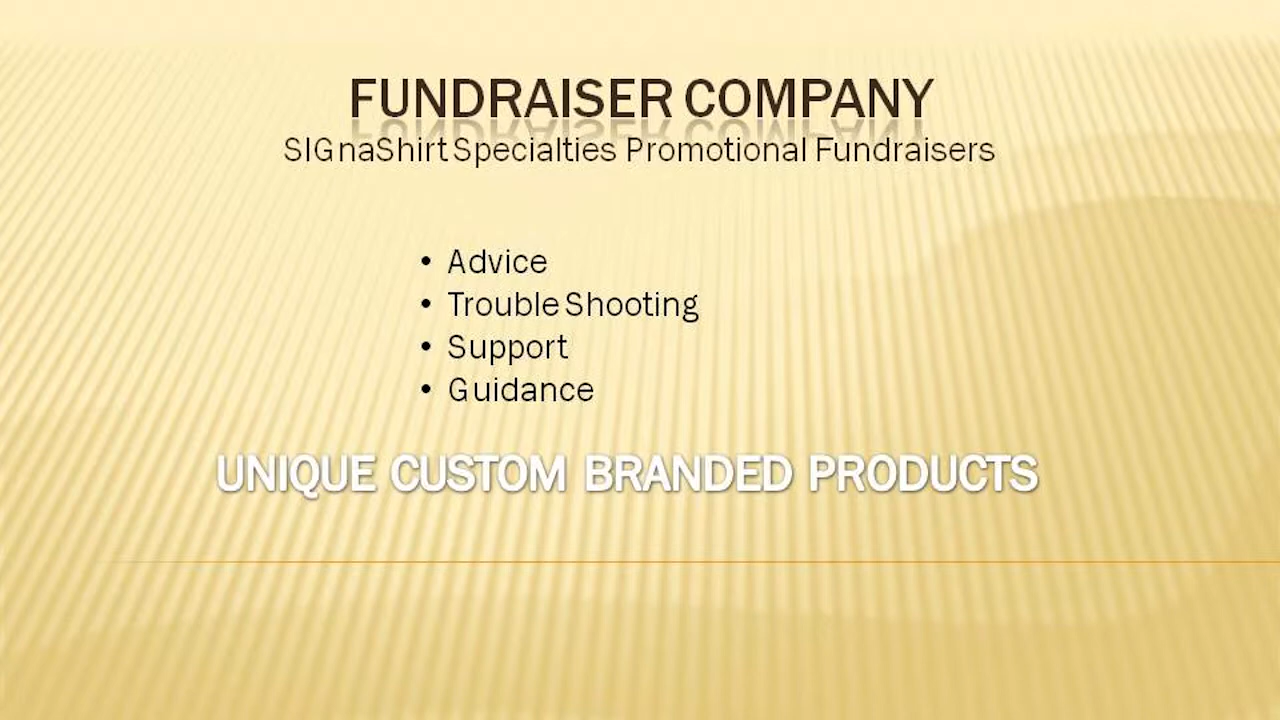 FUNDRAISER COMPANY
SIGnaShirt Specialties Promotional Fundraisers
• Advice
• Trouble Shooting
• Support
• Guidance
UNIQUE CUSTOM BRANDED PRODUCTS